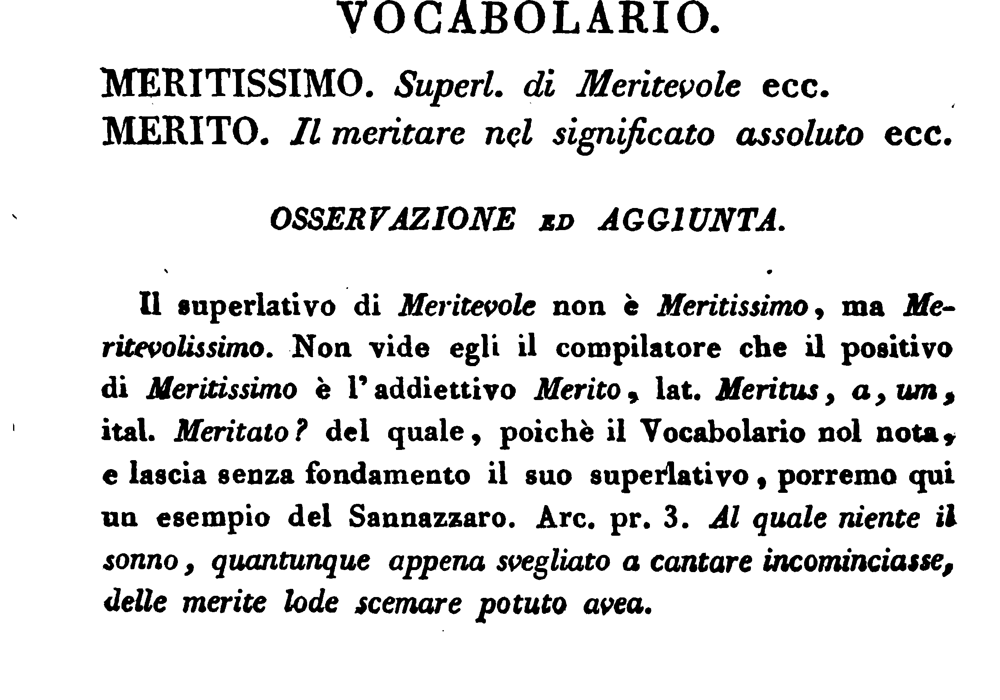 VOCABOLARIO.
MERITISSIMO. Superl. di Meritevole ecc.
MERITO. Il meritare nel significato assoluto ecc.
OSSERVAZIONE ED AGGIUNTA.
Il superlativo di Meritevole non è Meritissimo, ma Me-
ritevolissimo. Non vide egli il compilatore che il positivo
di Meritissimo è l'addiettivo Merito, lat. Meritus, a, um,
ital. Meritato? del quale, poichè il Vocabolario nol nota,
e lascia senza fondamento il suo superlativo, porremo qui
un esempio del Sannazzaro. Arc. pr. 3. Al quale niente il
sonno, quantunque appena svegliato a cantare incominciasse,
delle merite lode scemare potuto avea.